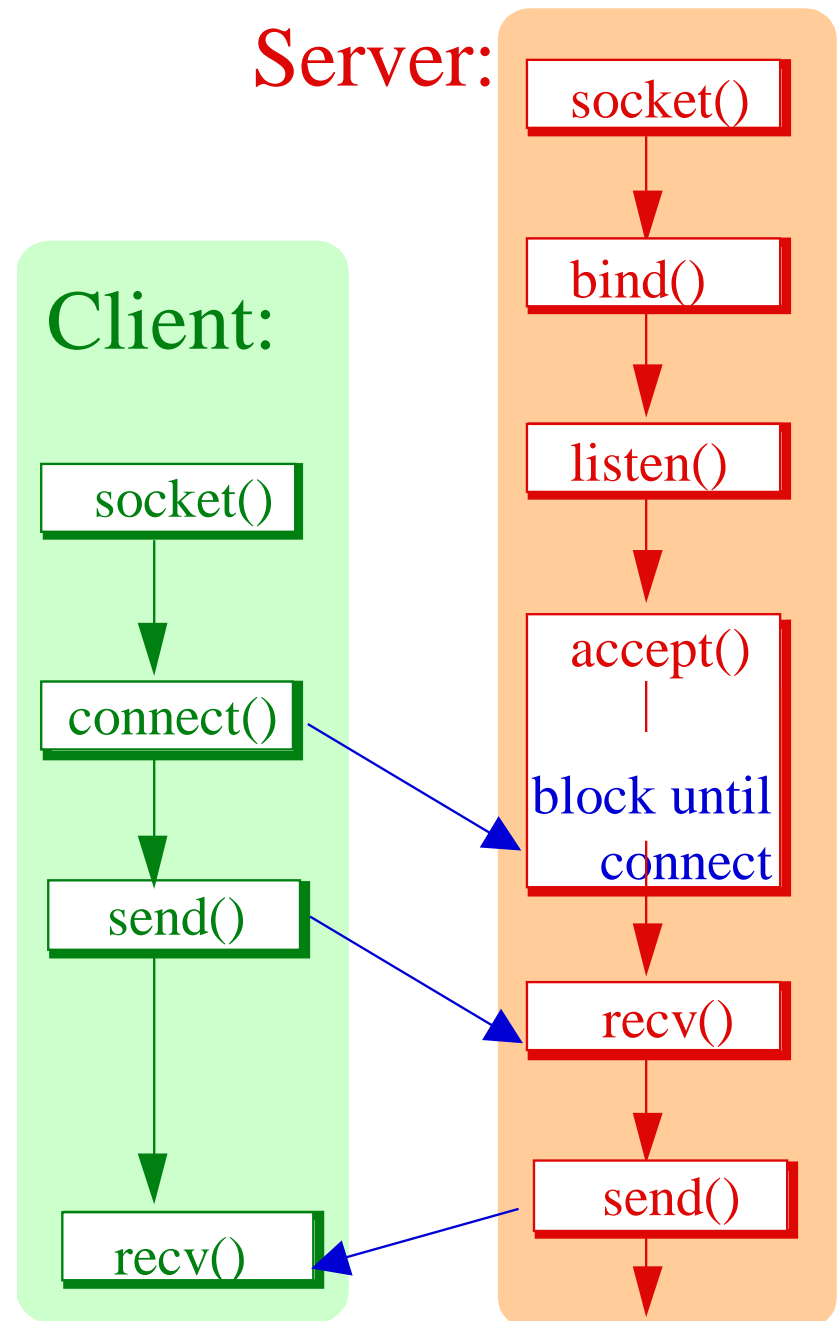 Server:
socket()
bind()
listen()
accept()
block until
connect
recv()
send()
Client:
socket()
connect()
send()
recv()